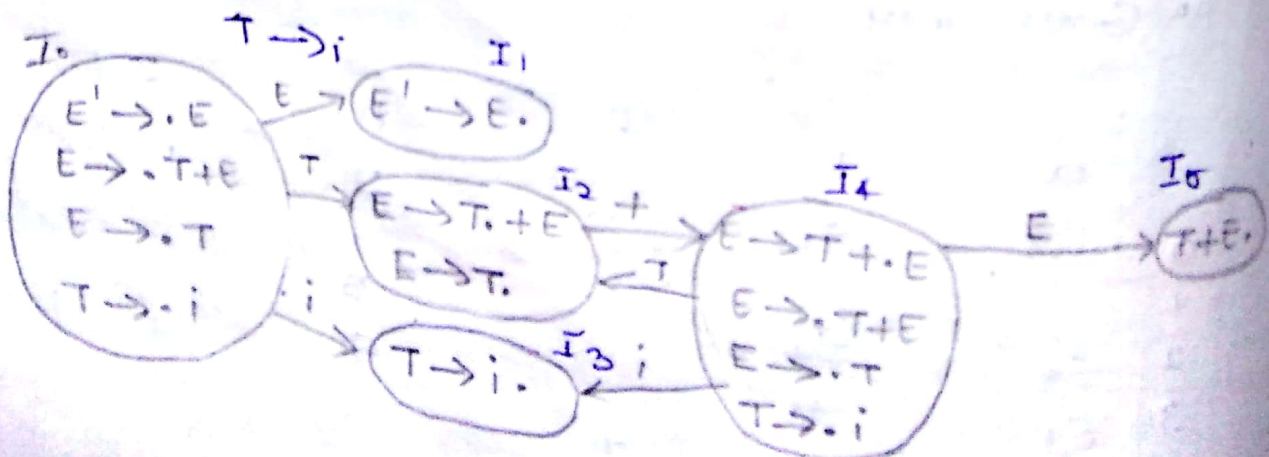 T → i
I₀
E' → . E
E → . T+E
E → . T
T → . i
E
I₁
E' → E .
T
I₂
E → T . + E
E → T .
i
I₃
T → i .
+
T
i
I₄
E → T + . E
E → . T+E
E → . T
T → . i
E
I₅
T+E .